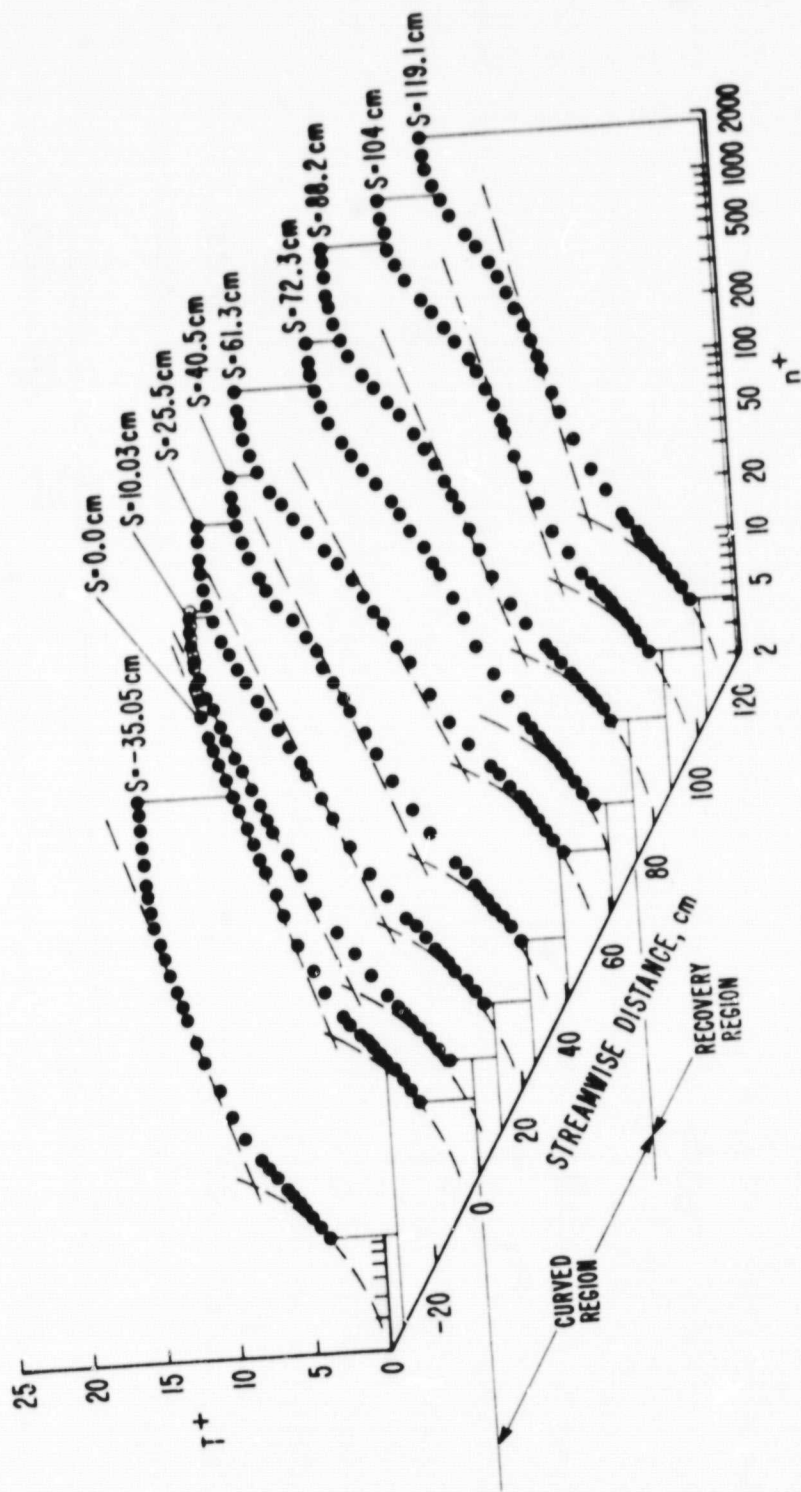 S=-35.05cm
S=0.0cm
S=10.03cm
S=25.5cm
S=40.5cm
S=61.3cm
S=72.3cm
S=88.2cm
S=104cm
S=119.1cm
25
20
15
10
5
0
T+
-20
0
20
40
60
80
100
120
STREAMWISE DISTANCE, cm
CURVED
REGION
RECOVERY
REGION
2
5
10
20
50
100
200
500
1000
2000
n+